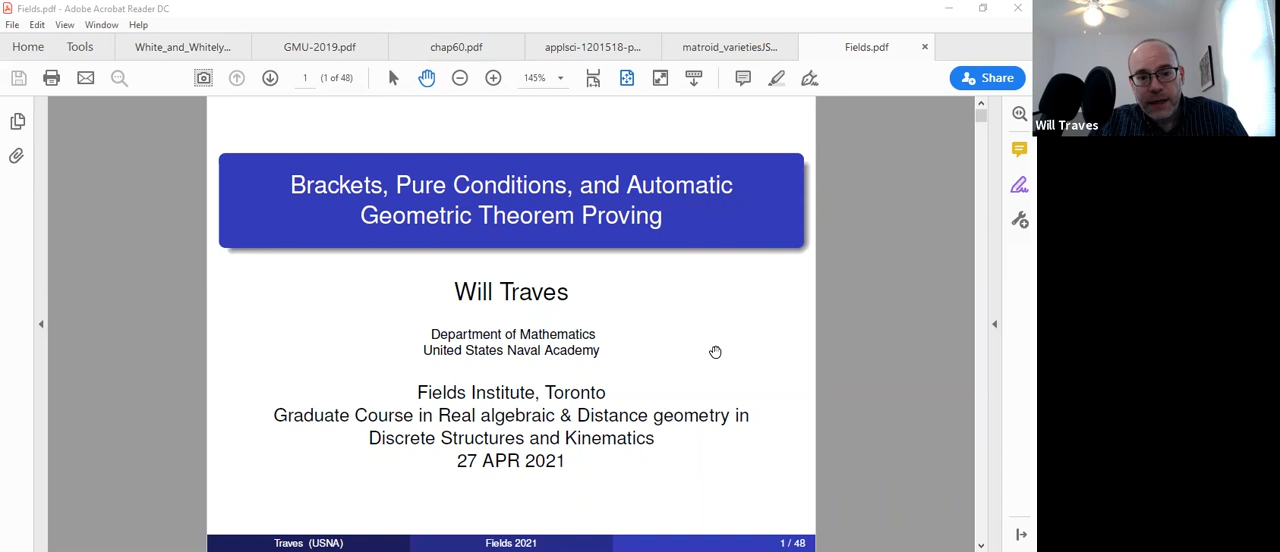 Fields.pdf - Adobe Acrobat Reader DC
File Edit View Window Help
Home Tools White_and_Whitely,... GMU-2019.pdf chap60.pdf applsci-1201518-p... matroid_varietiesJS... Fields.pdf ×
1 (1 of 48) 145% Share
Will Traves
Brackets, Pure Conditions, and Automatic
Geometric Theorem Proving
Will Traves
Department of Mathematics
United States Naval Academy
Fields Institute, Toronto
Graduate Course in Real algebraic & Distance geometry in
Discrete Structures and Kinematics
27 APR 2021
Traves (USNA) Fields 2021 1 / 48